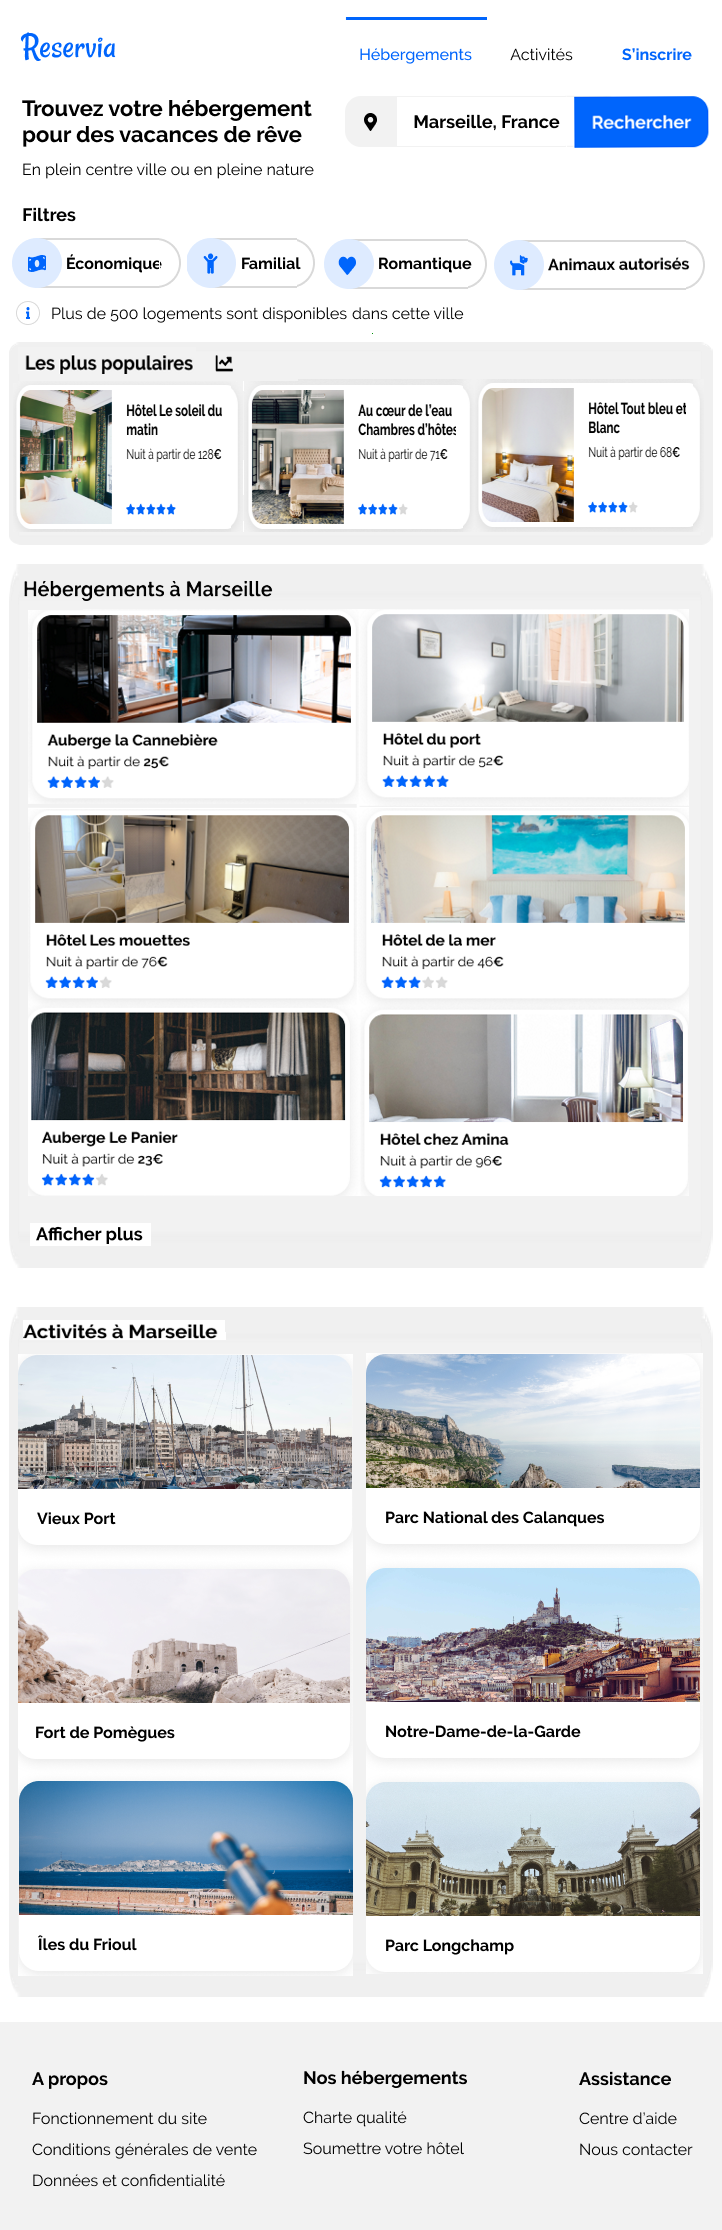 Reservia
Hébergements
Activités
S'inscrire
Trouvez votre hébergement
pour des vacances de rêve
Marseille, France
Rechercher
En plein centre ville ou en pleine nature
Filtres
Économique
Familial
Romantique
Animaux autorisés
Plus de 500 logements sont disponibles dans cette ville
Les plus populaires
Hôtel Le soleil du
matin
Nuit à partir de 128€
Au cœur de l'eau
Chambres d'hôtes
Nuit à partir de 71€
Hôtel Tout bleu et
Blanc
Nuit à partir de 68€
Hébergements à Marseille
Auberge la Cannebière
Nuit à partir de 25€
Hôtel du port
Nuit à partir de 52€
Hôtel Les mouettes
Nuit à partir de 76€
Hôtel de la mer
Nuit à partir de 46€
Auberge Le Panier
Nuit à partir de 23€
Hôtel chez Amina
Nuit à partir de 96€
Afficher plus
Activités à Marseille
Vieux Port
Parc National des Calanques
Fort de Pomègues
Notre-Dame-de-la-Garde
Îles du Frioul
Parc Longchamp
A propos
Fonctionnement du site
Conditions générales de vente
Données et confidentialité
Nos hébergements
Charte qualité
Soumettre votre hôtel
Assistance
Centre d'aide
Nous contacter